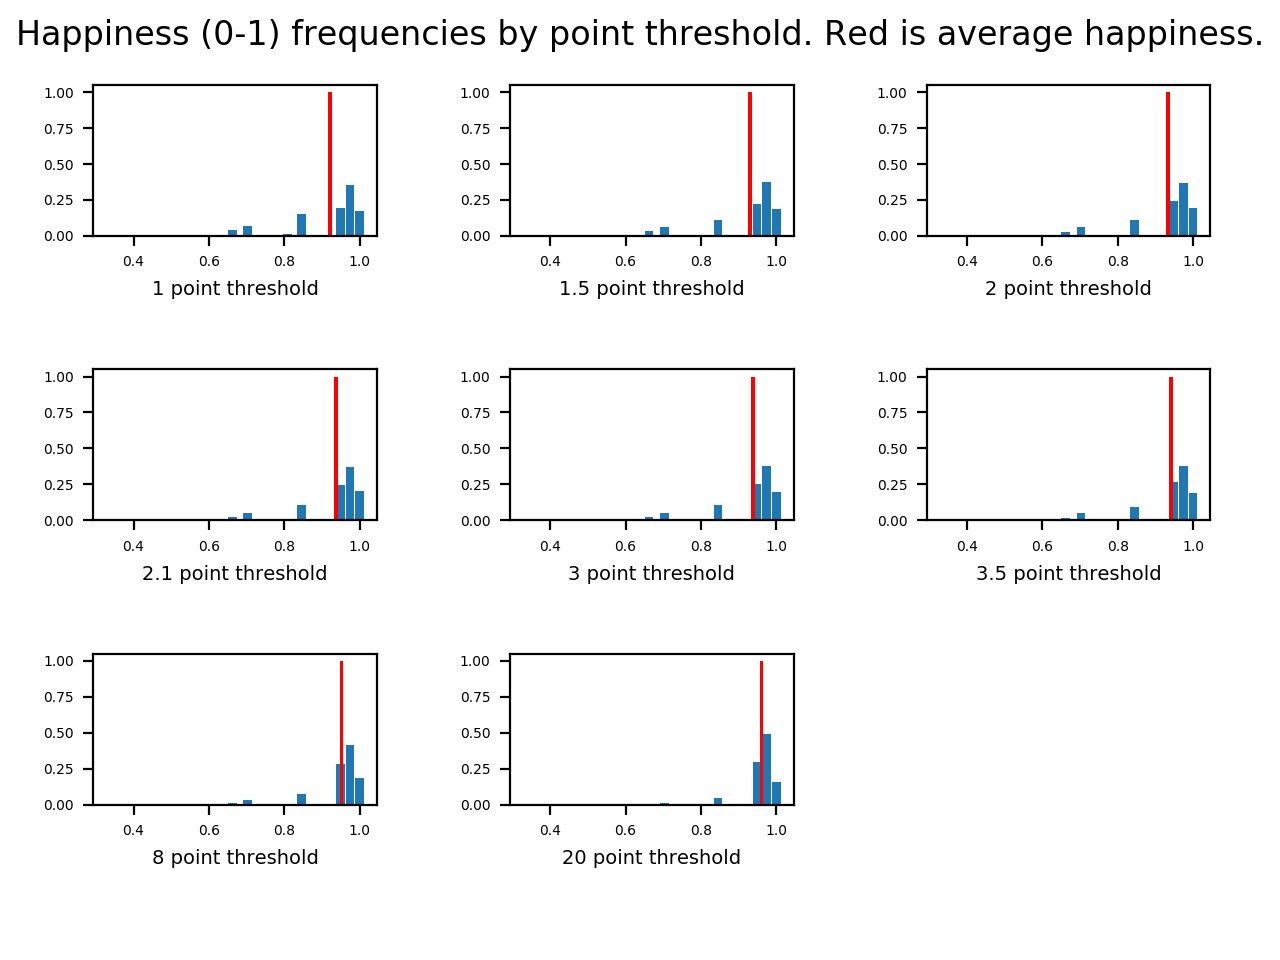 Happiness (0-1) frequencies by point threshold. Red is average happiness.
1.00 1.00 1.00
0.75 0.75 0.75
0.50 0.50 0.50
0.25 0.25 0.25
0.00 0.00 0.00
0.4 0.6 0.8 1.0 0.4 0.6 0.8 1.0 0.4 0.6 0.8 1.0
1 point threshold 1.5 point threshold 2 point threshold
1.00 1.00 1.00
0.75 0.75 0.75
0.50 0.50 0.50
0.25 0.25 0.25
0.00 0.00 0.00
0.4 0.6 0.8 1.0 0.4 0.6 0.8 1.0 0.4 0.6 0.8 1.0
2.1 point threshold 3 point threshold 3.5 point threshold
1.00 1.00
0.75 0.75
0.50 0.50
0.25 0.25
0.00 0.00
0.4 0.6 0.8 1.0 0.4 0.6 0.8 1.0
8 point threshold 20 point threshold